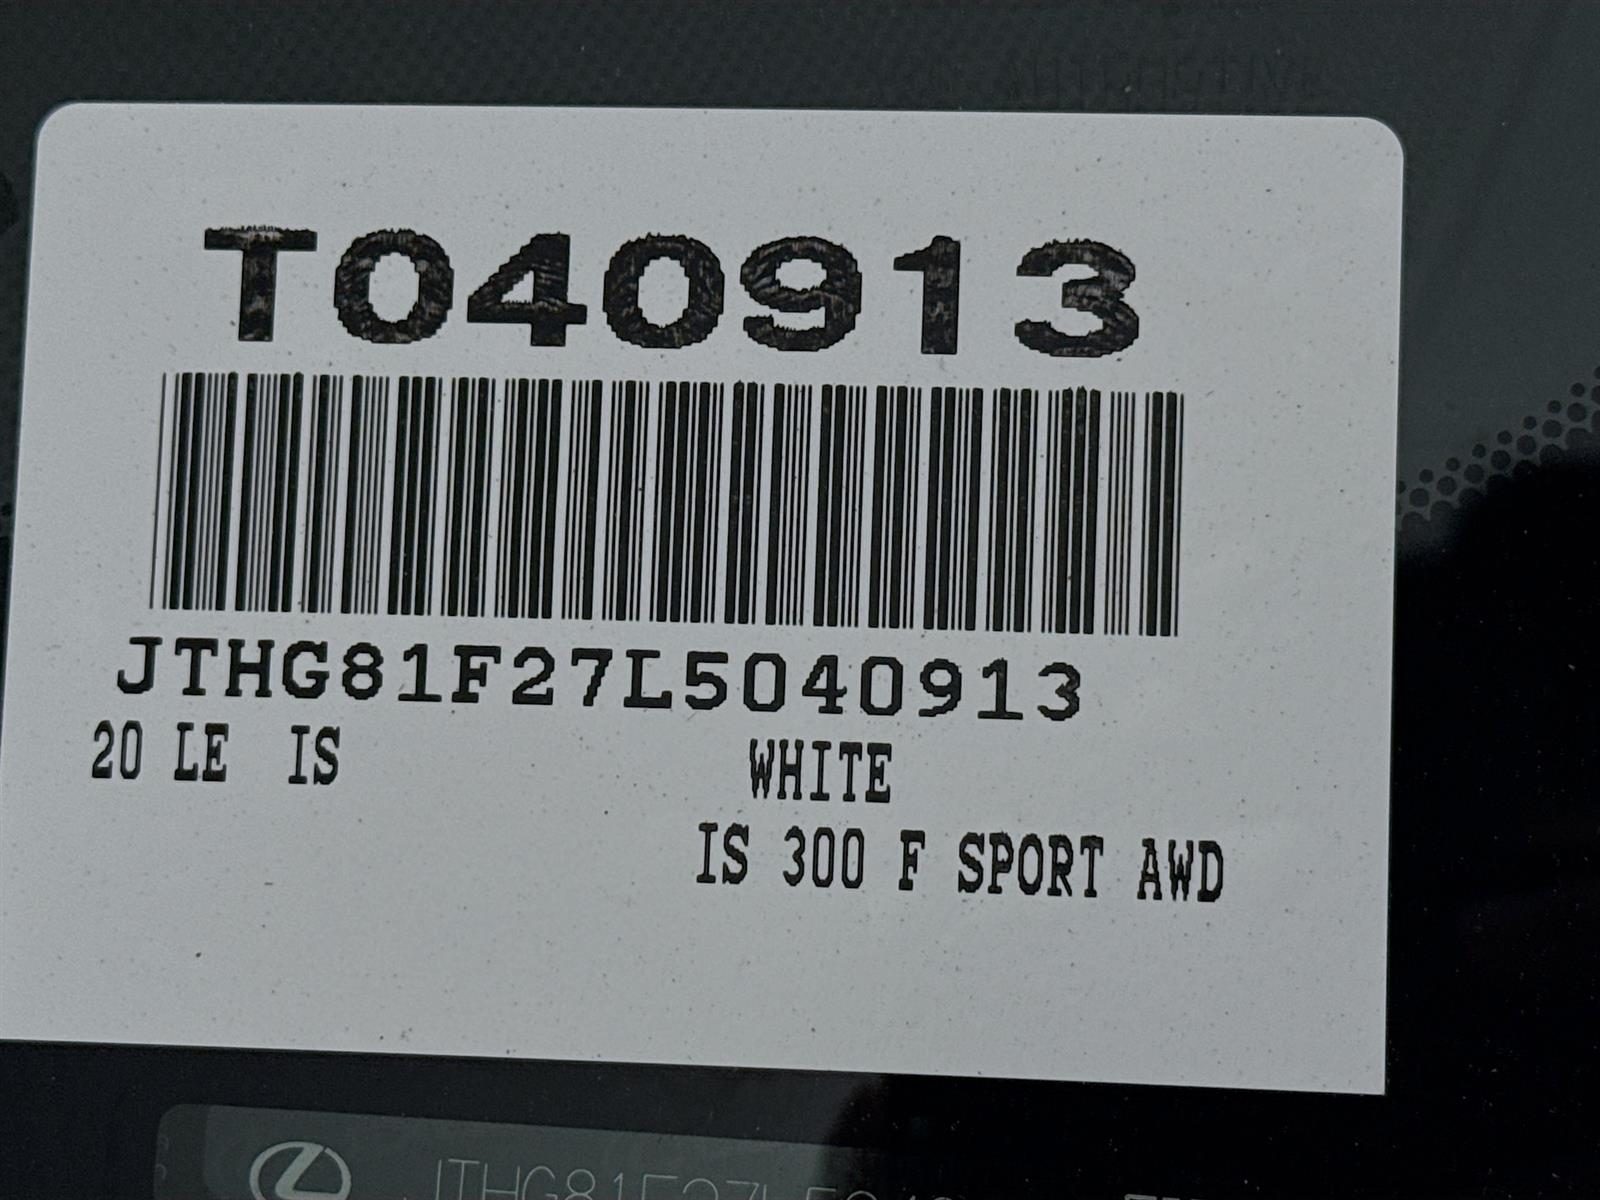 T040913
JTHG81F27L5040913
20 LE IS
WHITE
IS 300 F SPORT AWD